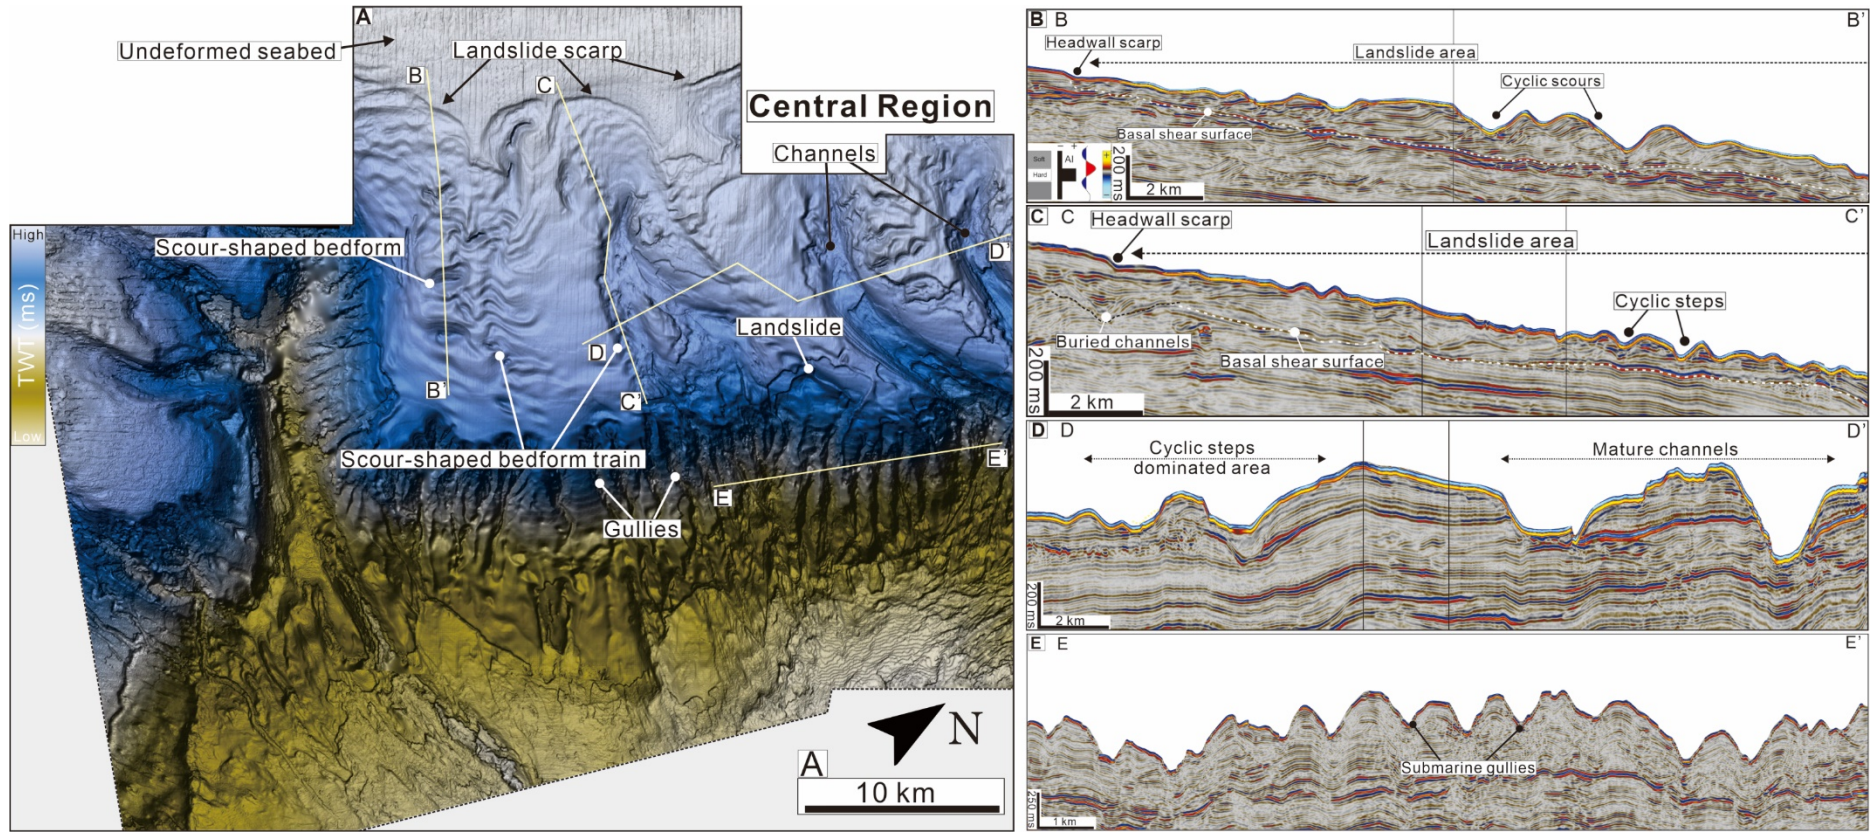 A
Undeformed seabed
Landslide scarp
B
C
Central Region
Channels
High
TWT (ms)
Low
Scour-shaped bedform
D'
Landslide
D
B'
C'
Scour-shaped bedform train
E'
E
Gullies
N
A
10 km
B B B'
Headwall scarp
Landslide area
Cyclic scours
Basal shear surface
Soft
Hard
- +
AI
+
-
200 ms
2 km
C C C'
Headwall scarp
Landslide area
Cyclic steps
Buried channels
Basal shear surface
200 ms
2 km
D D D'
Cyclic steps
dominated area
Mature channels
200 ms
2 km
E E E'
Submarine gullies
250 ms
1 km